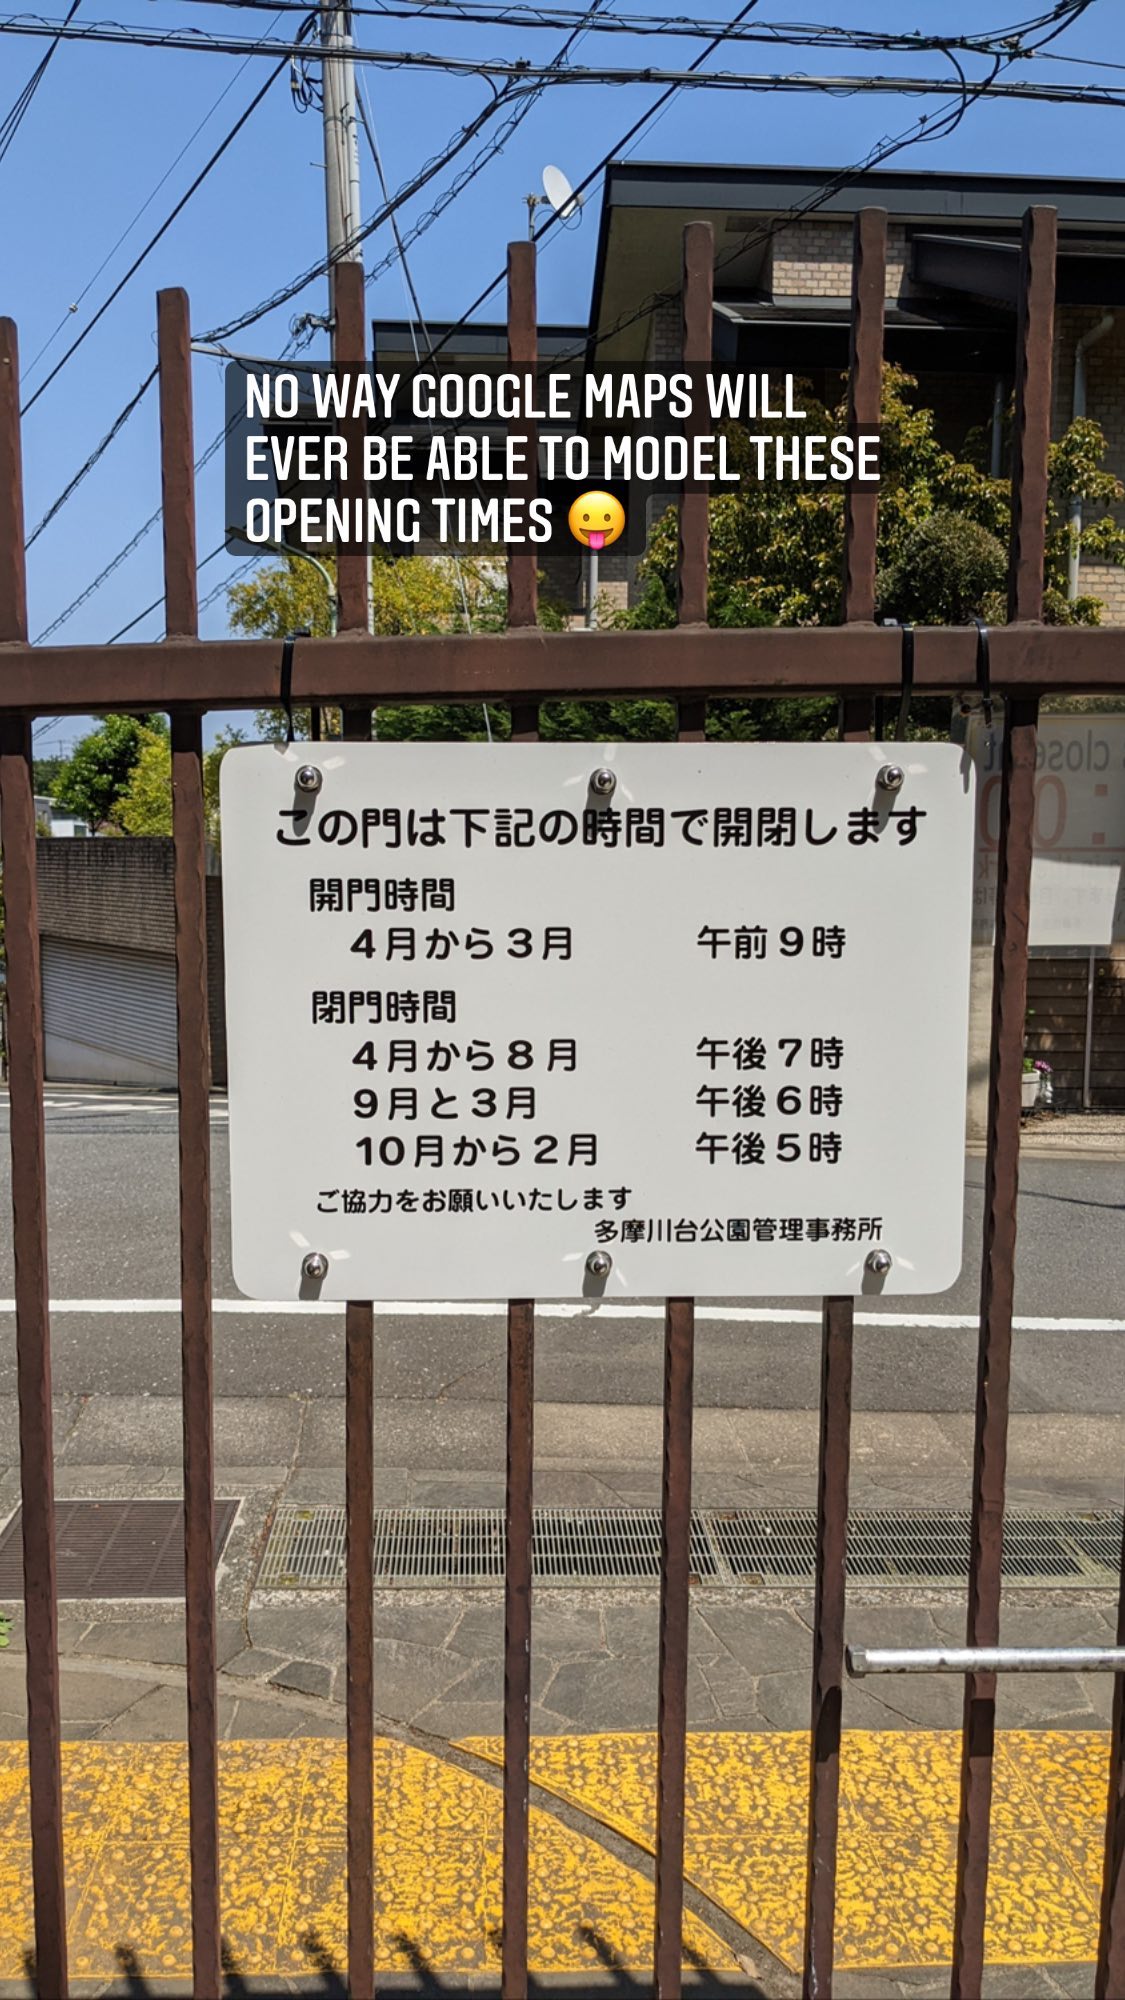 NO WAY GOOGLE MAPS WILL
EVER BE ABLE TO MODEL THESE
OPENING TIMES 😛
この門は下記の時間で開閉します
開門時間
4月から3月 午前9時
閉門時間
4月から8月 午後7時
9月と3月 午後6時
10月から2月 午後5時
ご協力をお願いいたします
多摩川台公園管理事務所
close at
:00